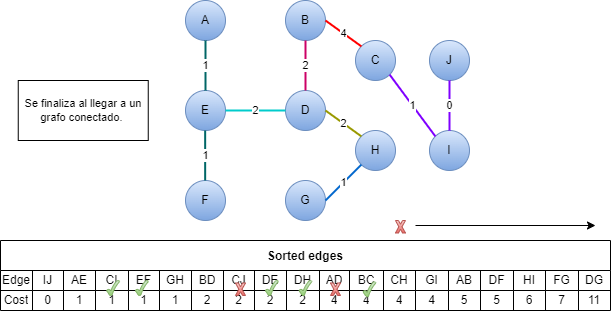 A
B
4
C
J
1
2
1
0
Se finaliza al llegar a un
grafo conectado.
E
2
D
2
1
H
I
1
F
G
X
Sorted edges
Edge IJ AE CI EF GH BD CJ DE DH AD BC CH GI AB DF HI FG DG
Cost 0 1 1 1 1 2 2 2 2 4 4 4 4 5 5 6 7 11